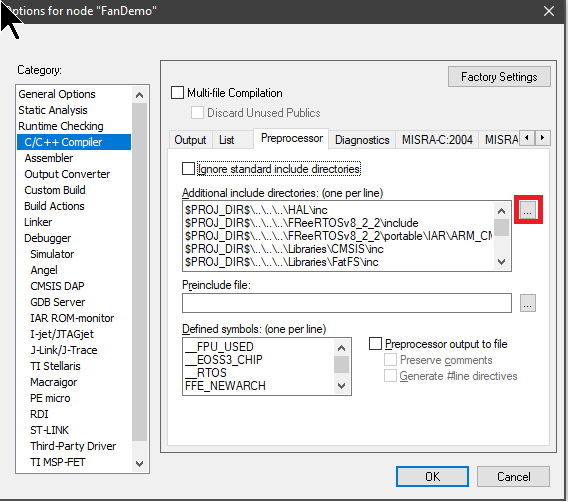 Options for node "FanDemo"
Category:
General Options
Static Analysis
Runtime Checking
C/C++ Compiler
Assembler
Output Converter
Custom Build
Build Actions
Linker
Debugger
Simulator
Angel
CMSIS DAP
GDB Server
IAR ROM-monitor
I-jet/JTAGjet
J-Link/J-Trace
TI Stellaris
Macraigor
PE micro
RDI
ST-LINK
Third-Party Driver
TI MSP-FET
Factory Settings
Multi-file Compilation
Discard Unused Publics
Output List Preprocessor Diagnostics MISRA-C:2004 MISRA
Ignore standard include directories
Additional include directories: (one per line)
$PROJ_DIR$\..\..\..\HAL\inc
$PROJ_DIR$\..\..\..\FReeRTOSv8_2_2\include
$PROJ_DIR$\..\..\..\FReeRTOSv8_2_2\portable\IAR\ARM_CM
$PROJ_DIR$\..\..\..\Libraries\CMSIS\inc
$PROJ_DIR$\..\..\..\Libraries\FatFS\inc
...
Preinclude file:
...
Defined symbols: (one per line)
__FPU_USED
__EOSS3_CHIP
__RTOS
FFE_NEWARCH
Preprocessor output to file
Preserve comments
Generate #line directives
OK Cancel